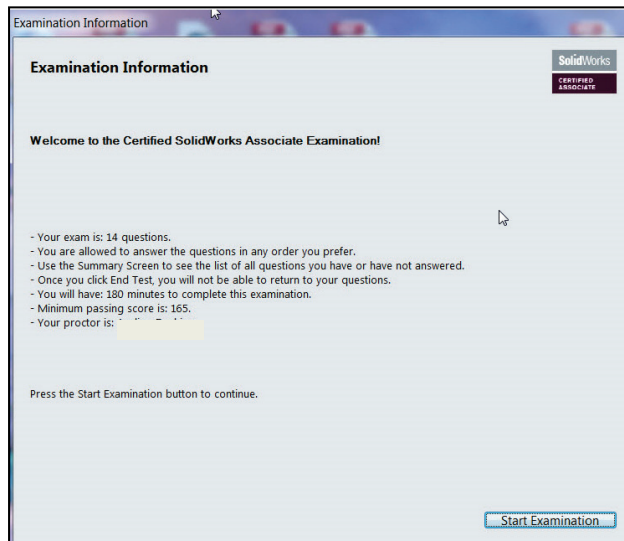 Examination Information
Examination Information
SolidWorks
CERTIFIED
ASSOCIATE
Welcome to the Certified SolidWorks Associate Examination!
- Your exam is: 14 questions.
- You are allowed to answer the questions in any order you prefer.
- Use the Summary Screen to see the list of all questions you have or have not answered.
- Once you click End Test, you will not be able to return to your questions.
- You will have: 180 minutes to complete this examination.
- Minimum passing score is: 165.
- Your proctor is:
Press the Start Examination button to continue.
Start Examination